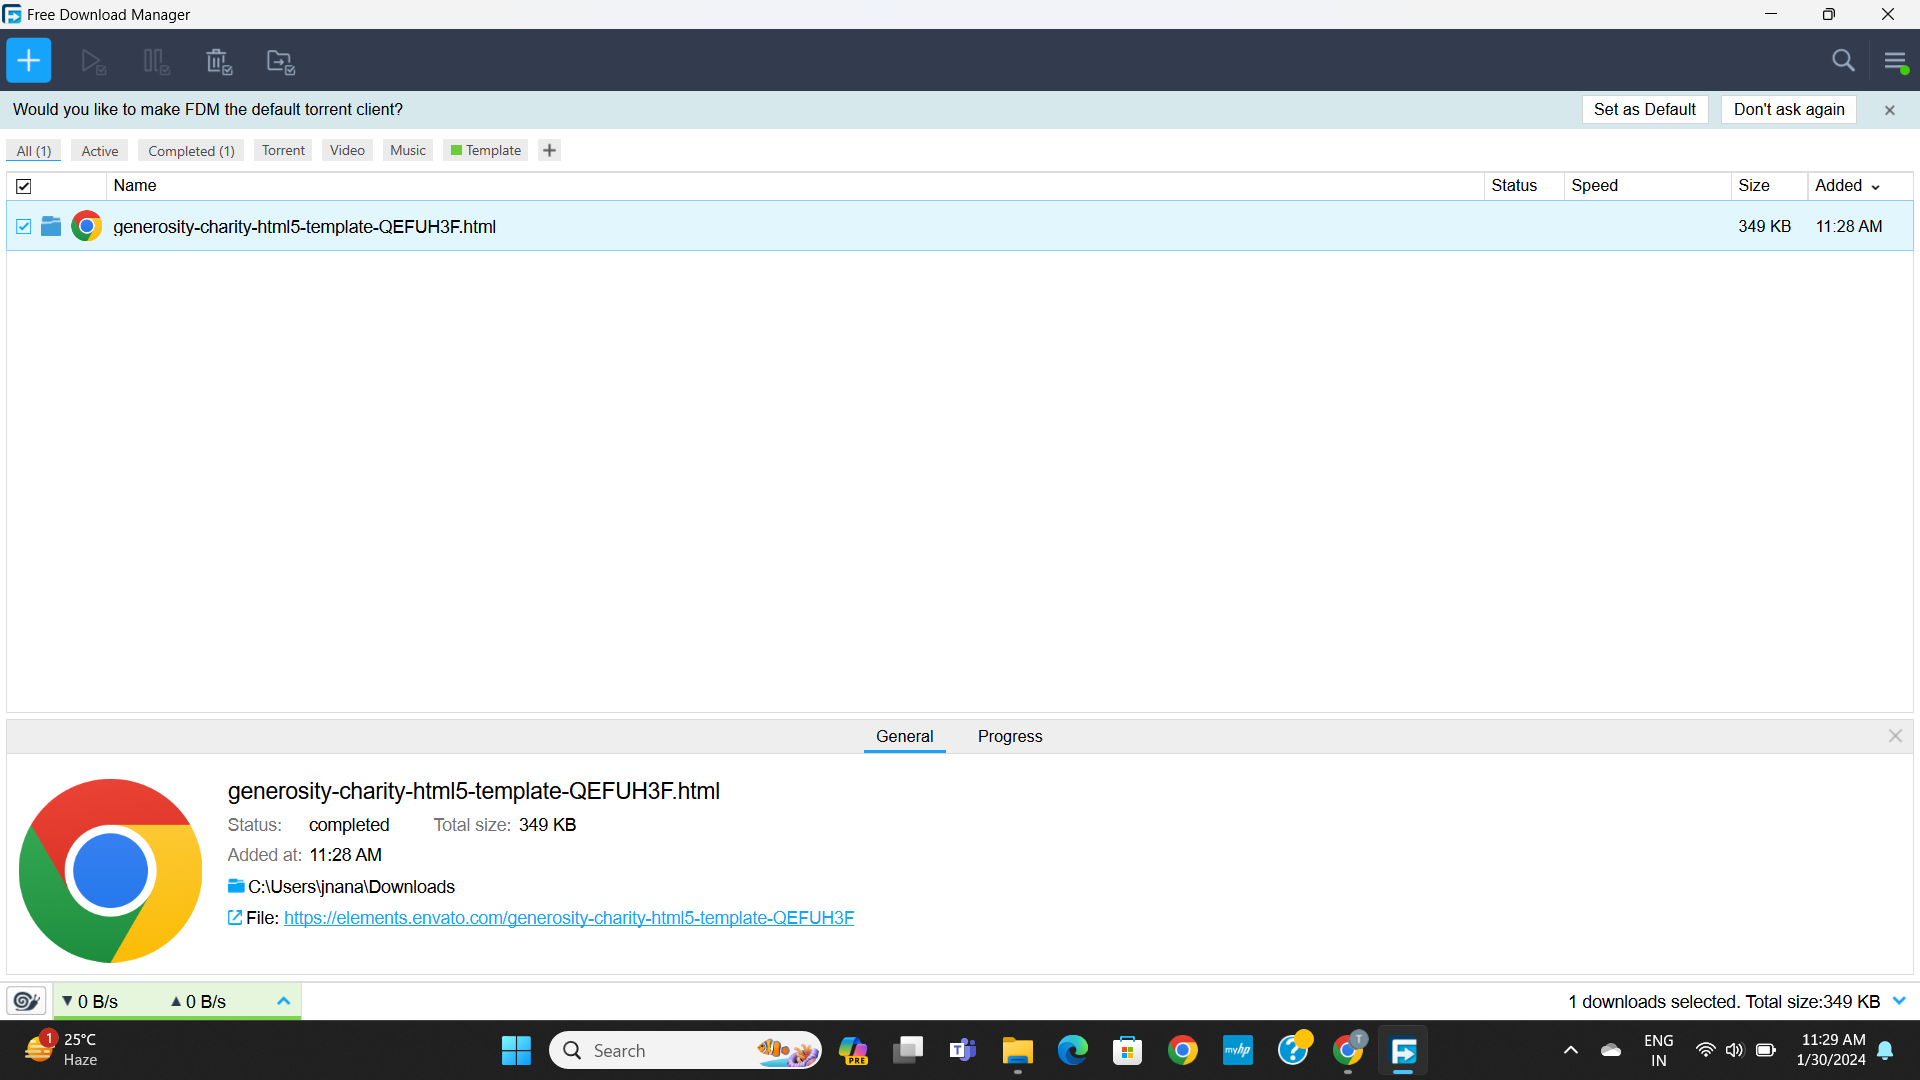 Free Download Manager
Would you like to make FDM the default torrent client?
Set as Default
Don't ask again
All (1)
Active
Completed (1)
Torrent
Video
Music
Template
Name
Status
Speed
Size
Added
generosity-charity-html5-template-QEFUH3F.html
349 KB
11:28 AM
General
Progress
generosity-charity-html5-template-QEFUH3F.html
Status: completed
Total size: 349 KB
Added at: 11:28 AM
C:\Users\jnana\Downloads
File: https://elements.envato.com/generosity-charity-html5-template-QEFUH3F
▼ 0 B/s
▲ 0 B/s
1 downloads selected. Total size:349 KB
1
25°C
Haze
Search
PRE
T
myhp
?
T
ENG
IN
11:29 AM
1/30/2024